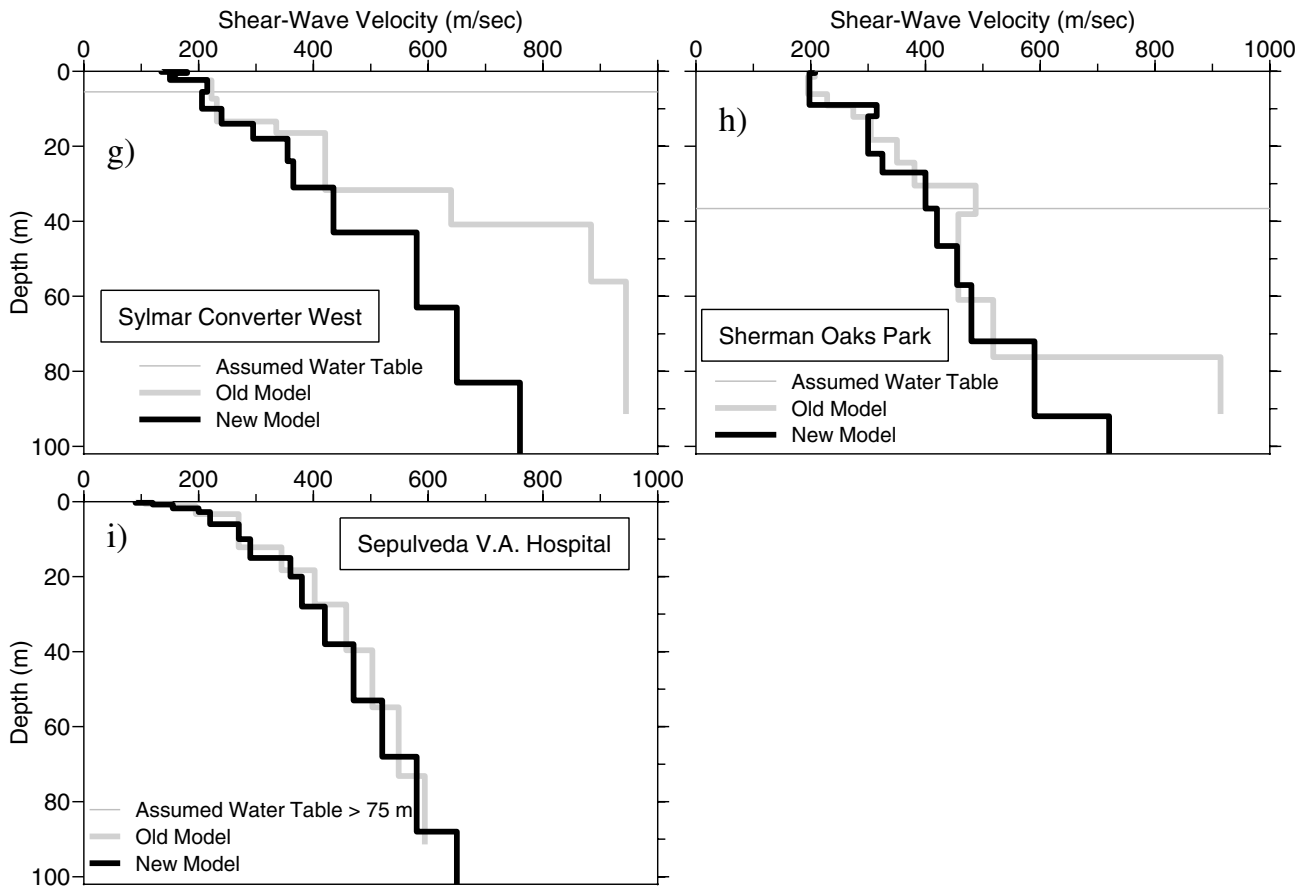 Shear-Wave Velocity (m/sec)
0 200 400 600 800
0
20
40
60
80
100
Depth (m)
g)
Sylmar Converter West
Assumed Water Table
Old Model
New Model
Shear-Wave Velocity (m/sec)
0 200 400 600 800 1000
h)
Sherman Oaks Park
Assumed Water Table
Old Model
New Model
0 200 400 600 800 1000
0
20
40
60
80
100
Depth (m)
i)
Sepulveda V.A. Hospital
Assumed Water Table > 75 m
Old Model
New Model